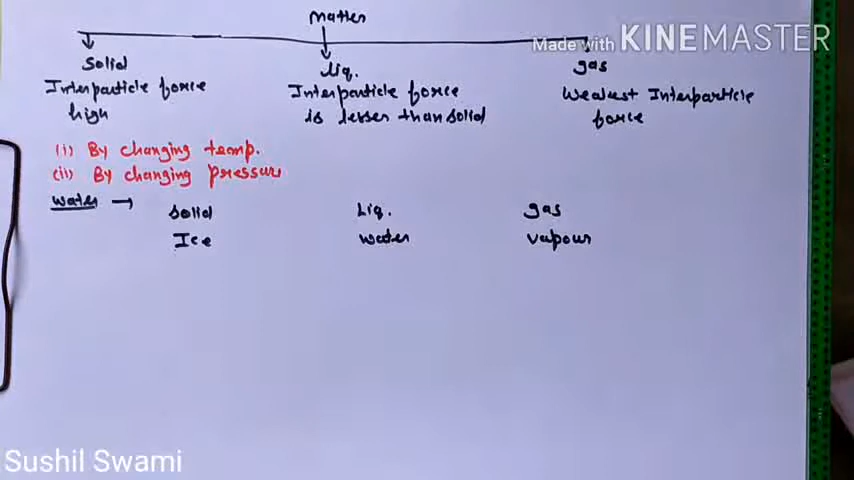 Matter
Made with KINEMASTER
Solid
Liq.
gas
Interparticle force
high
Interparticle force
is lesser than solid
Weakest Interparticle
force
(i) By changing temp.
(ii) By changing pressure
water →
Solid
Liq.
gas
Ice
water
vapour
Sushil Swami